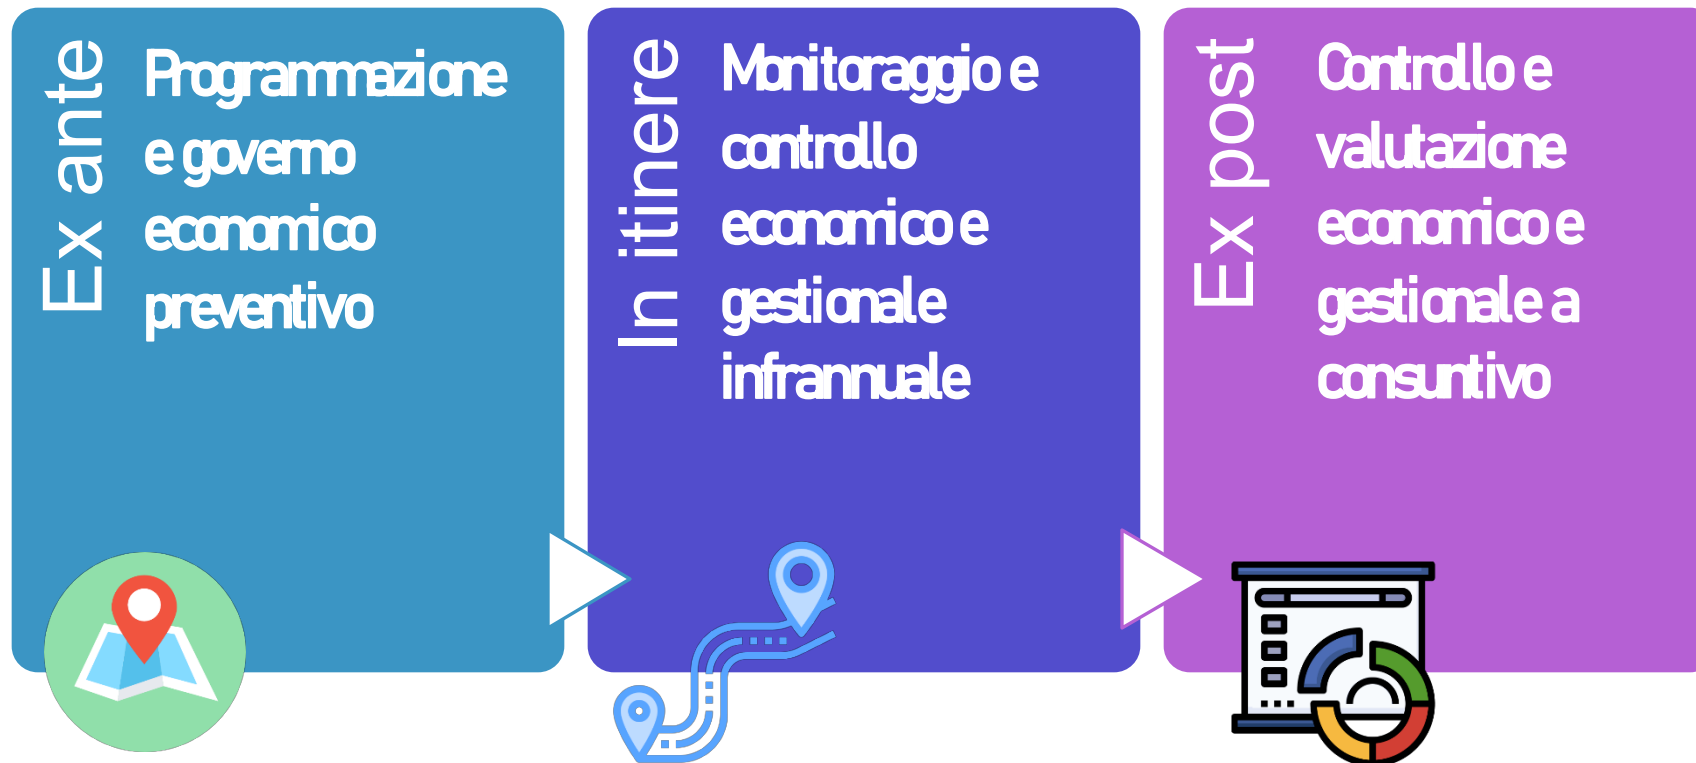 Ex ante
Programmazione
e governo
economico
preventivo
In itinere
Monitoraggio e
controllo
economico e
gestionale
infrannuale
Ex post
Controllo e
valutazione
economico e
gestionale a
consuntivo